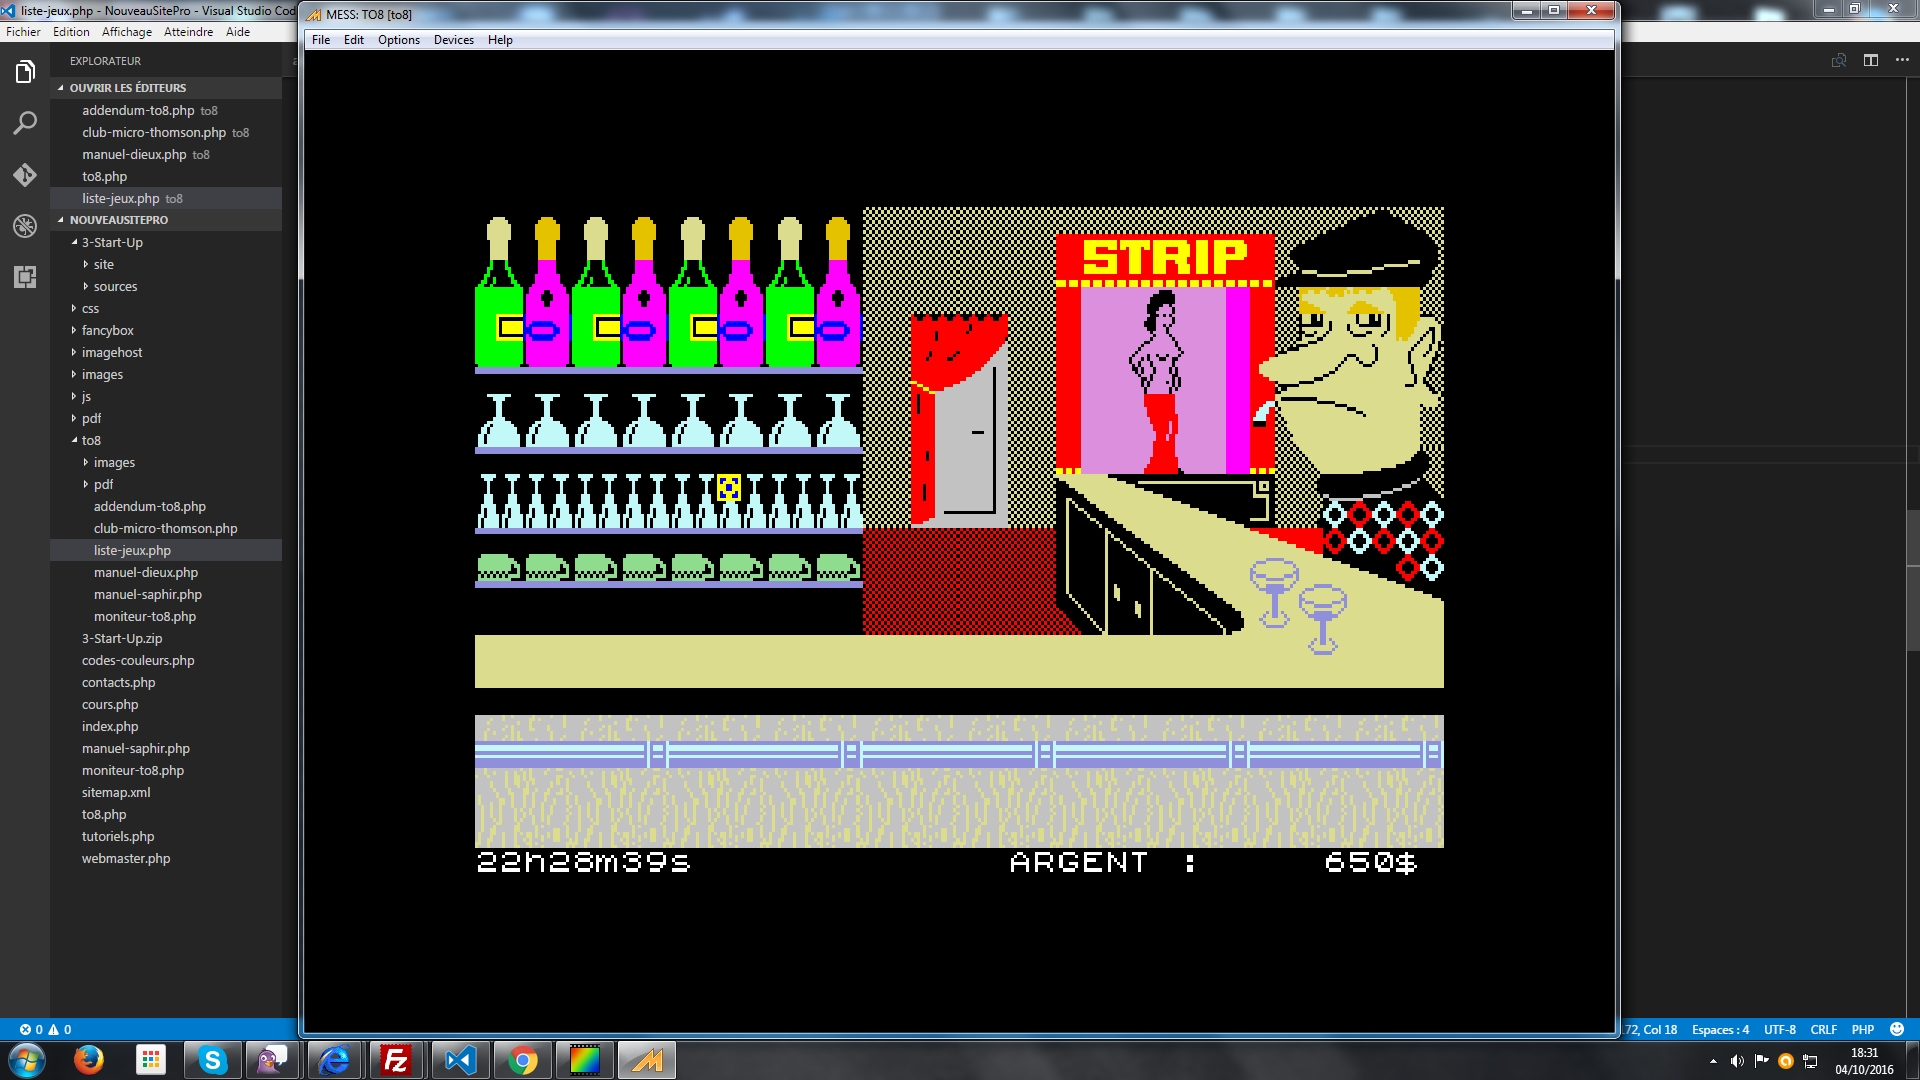 liste-jeux.php - NouveauSitePro - Visual Studio Cod
MESS: TO8 [to8]
Fichier Edition Affichage Atteindre Aide
File Edit Options Devices Help
EXPLORATEUR
OUVRIR LES ÉDITEURS
addendum-to8.php to8
club-micro-thomson.php to8
manuel-dieux.php to8
to8.php
liste-jeux.php to8
NOUVEAUSITEPRO
3-Start-Up
site
sources
css
fancybox
imagehost
images
js
pdf
to8
images
pdf
addendum-to8.php
club-micro-thomson.php
liste-jeux.php
manuel-dieux.php
manuel-saphir.php
moniteur-to8.php
3-Start-Up.zip
codes-couleurs.php
contacts.php
cours.php
index.php
manuel-saphir.php
moniteur-to8.php
sitemap.xml
to8.php
tutoriels.php
webmaster.php
STRIP
22h28m39s ARGENT : 650$
0 0
72, Col 18 Espaces : 4 UTF-8 CRLF PHP
18:31
04/10/2016